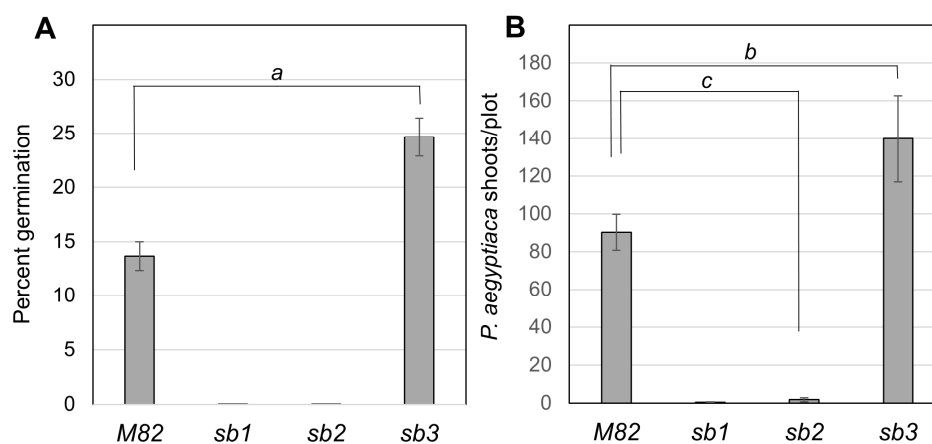 A
Percent germination
30
25
20
15
10
5
0
a
M82 sb1 sb2 sb3
B
P. aegyptiaca shoots/plot
180
160
140
120
100
80
60
40
20
0
b
c
M82 sb1 sb2 sb3